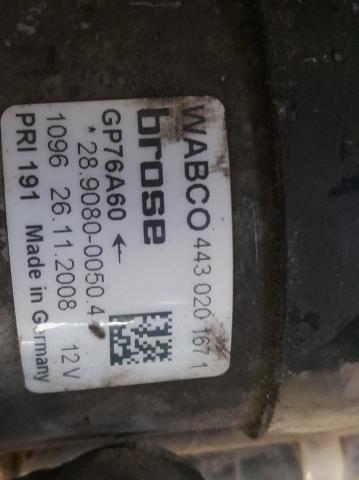 WABCO 443 020 167 1
brose
GP76A60 ←
* 28.9080-0050.4
1096 26.11.2008 12V
PRI 191 Made in Germany